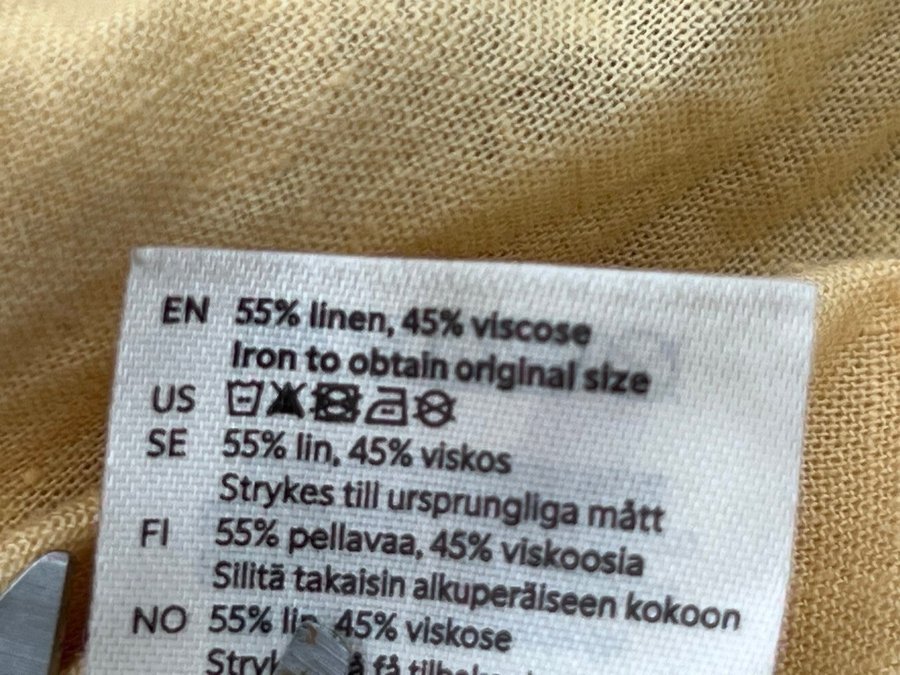 EN 55% linen, 45% viscose
Iron to obtain original size
US
SE 55% lin, 45% viskos
Strykes till ursprungliga mått
FI 55% pellavaa, 45% viskoosia
Silitä takaisin alkuperäiseen kokoon
NO 55% 45% viskose
få